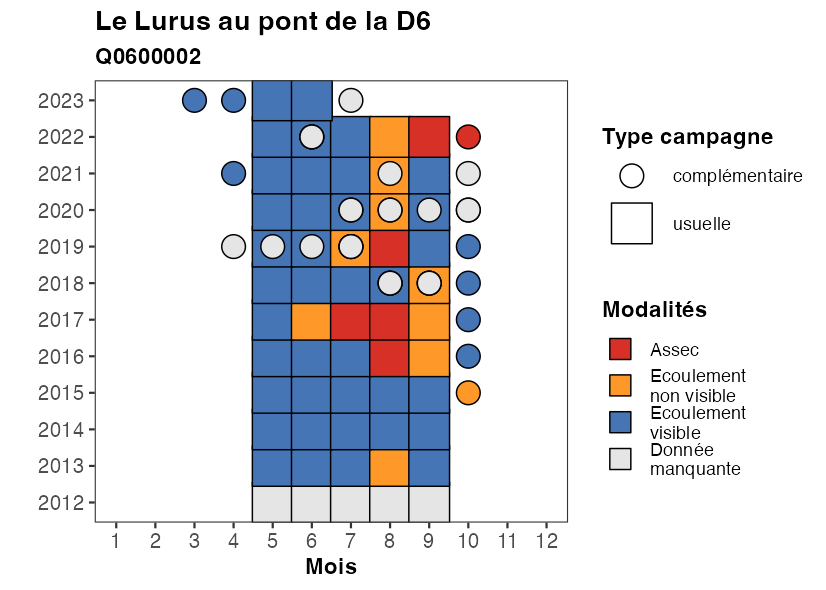 Le Lurus au pont de la D6
Q0600002
2023
2022
2021
2020
2019
2018
2017
2016
2015
2014
2013
2012
1 2 3 4 5 6 7 8 9 10 11 12
Mois
Type campagne
complémentaire
usuelle
Modalités
Assec
Ecoulement
non visible
Ecoulement
visible
Donnée
manquante